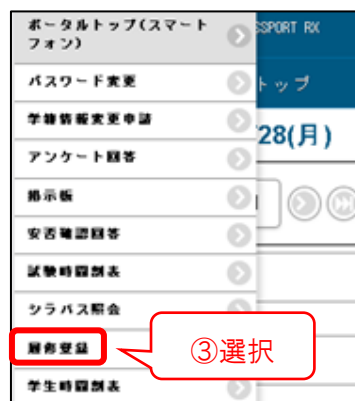 ポータルトップ(スマートフォン)
SSPORT RX
パスワード変更
トップ
学籍情報変更申請
28(月)
アンケート回答
掲示板
安否確認回答
試験時間割表
シラバス照会
履修登録
③選択
学生時間割表